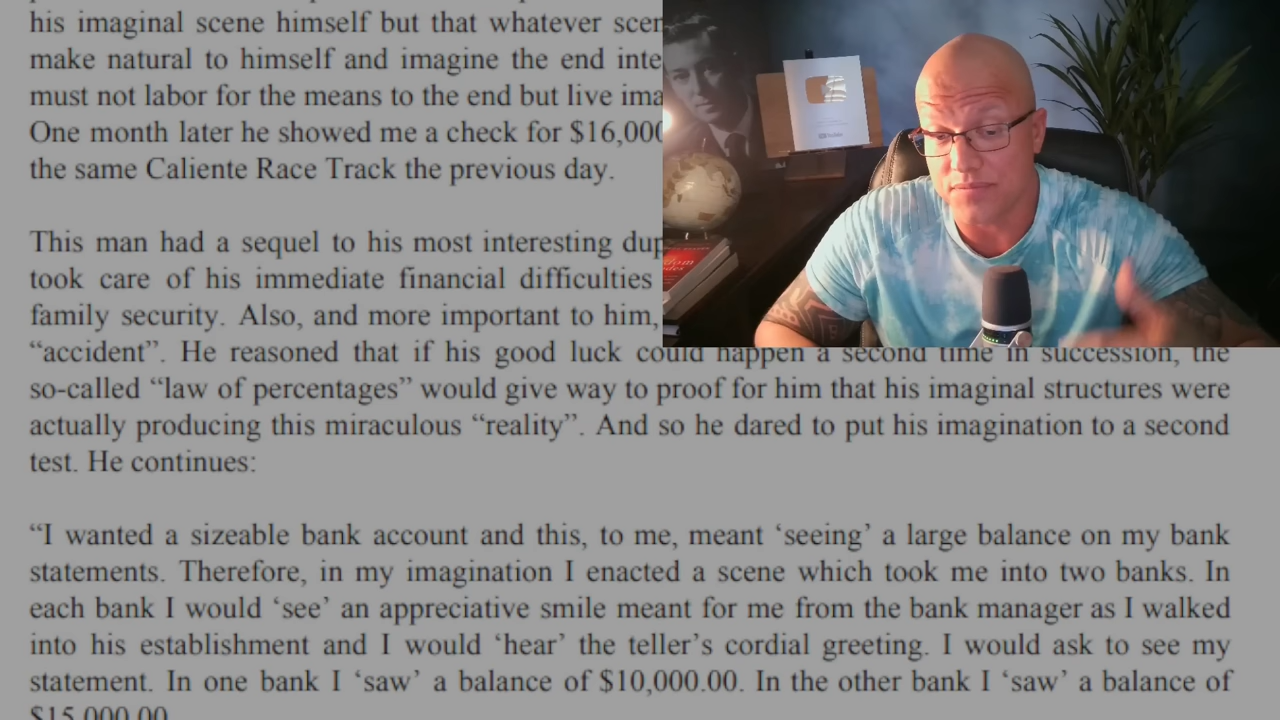 his imaginal scene himself but that whatever
make natural to himself and imagine the end
must not labor for the means to the end but live
One month later he showed me a check for
the same Caliente Race Track the previous day.
This man had a sequel to his most interesting
took care of his immediate financial difficulties
family security. Also, and more important to him,
“accident”. He reasoned that if his good luck could happen a second time in succession, the
so-called “law of percentages” would give way to proof for him that his imaginal structures were
actually producing this miraculous “reality”. And so he dared to put his imagination to a second
test. He continues:
“I wanted a sizeable bank account and this, to me, meant ‘seeing’ a large balance on my bank
statements. Therefore, in my imagination I enacted a scene which took me into two banks. In
each bank I would ‘see’ an appreciative smile meant for me from the bank manager as I walked
into his establishment and I would ‘hear’ the teller’s cordial greeting. I would ask to see my
statement. In one bank I ‘saw’ a balance of $10,000.00. In the other bank I ‘saw’ a balance of
$15,000.00